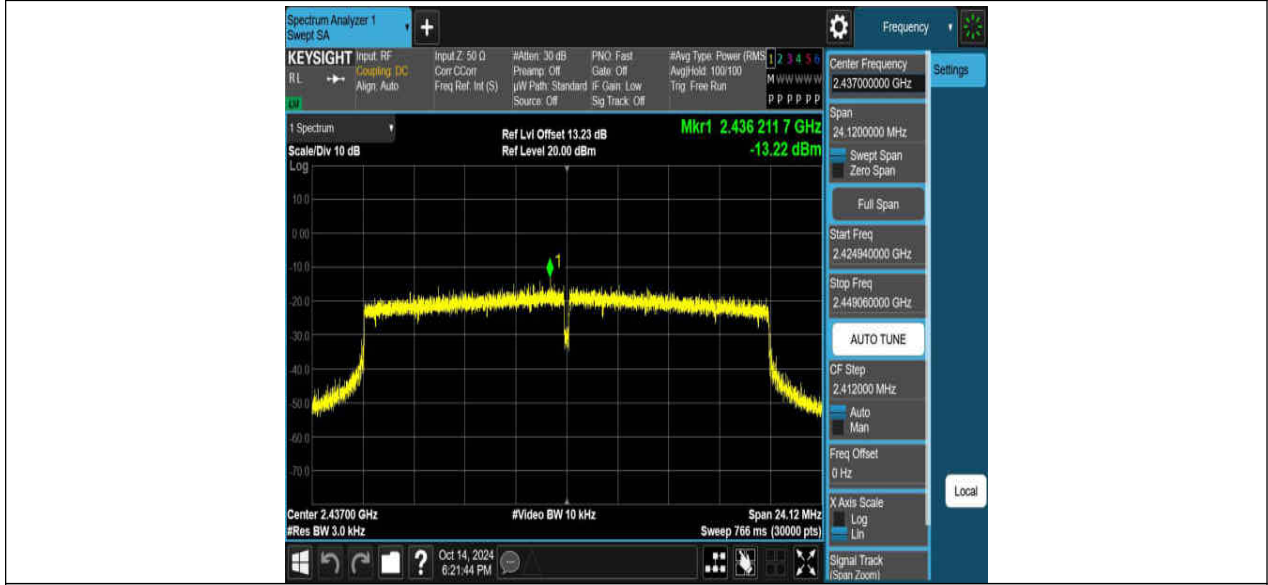 Spectrum Analyzer 1
Swept SA
+
Frequency
KEYSIGHT
RL
LU
Input: RF
Coupling: DC
Align: Auto
Input Z: 50 Ω
Corr CCorr
Freq Ref: Int (S)
#Atten: 30 dB
Preamp: Off
µW Path: Standard
Source: Off
PNO: Fast
Gate: Off
IF Gain: Low
Sig Track: Off
#Avg Type: Power (RMS
Avg|Hold: 100/100
Trig: Free Run
1 2 3 4 5 6
M W W W W W
P P P P P P
1 Spectrum
Scale/Div 10 dB
Log
Ref Lvl Offset 13.23 dB
Ref Level 20.00 dBm
Mkr1 2.436 211 7 GHz
-13.22 dBm
10.0
0.00
-10.0
-20.0
-30.0
-40.0
-50.0
-60.0
-70.0
1
Center 2.43700 GHz
#Res BW 3.0 kHz
#Video BW 10 kHz
Span 24.12 MHz
Sweep 766 ms (30000 pts)
Center Frequency
2.437000000 GHz
Settings
Span
24.1200000 MHz
Swept Span
Zero Span
Full Span
Start Freq
2.424940000 GHz
Stop Freq
2.449060000 GHz
AUTO TUNE
CF Step
2.412000 MHz
Auto
Man
Freq Offset
0 Hz
X Axis Scale
Log
Lin
Local
Signal Track
(Span Zoom)
?
Oct 14, 2024
6:21:44 PM